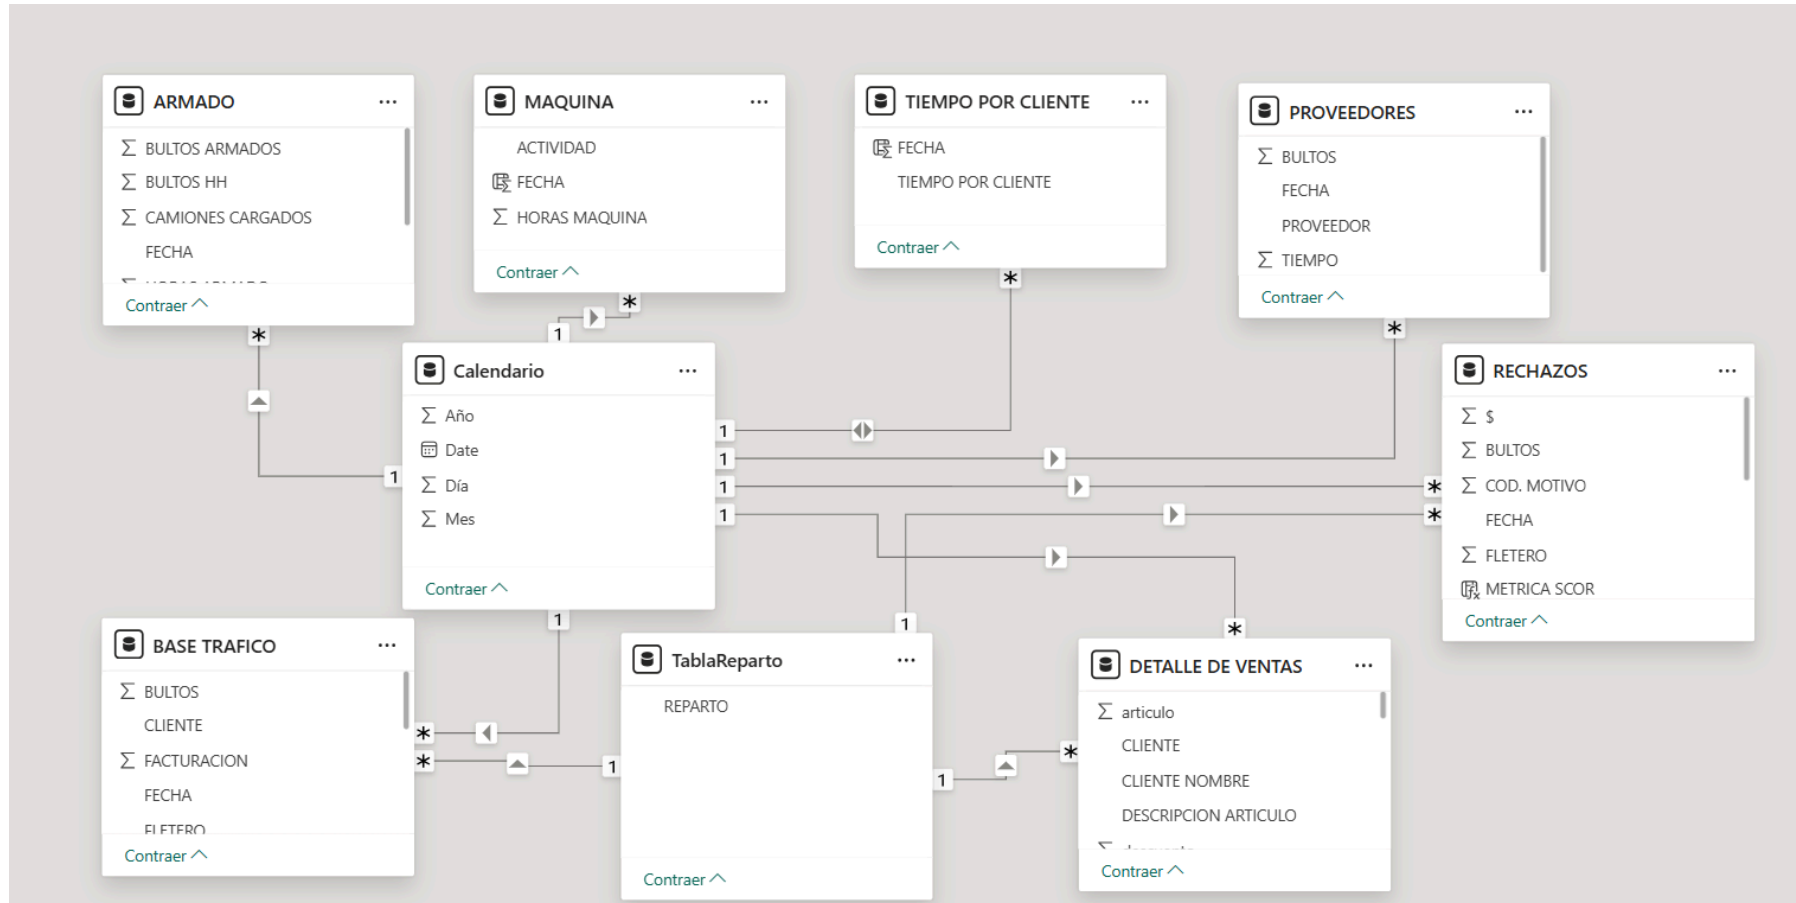 ARMADO
BULTOS ARMADOS
BULTOS HH
CAMIONES CARGADOS
FECHA
Contraer
MAQUINA
ACTIVIDAD
FECHA
HORAS MAQUINA
Contraer
TIEMPO POR CLIENTE
FECHA
TIEMPO POR CLIENTE
Contraer
PROVEEDORES
Σ BULTOS
FECHA
PROVEEDOR
Σ TIEMPO
Contraer
Calendario
Σ Año
Date
Σ Día
Σ Mes
Contraer
RECHAZOS
Σ $
Σ BULTOS
Σ COD. MOTIVO
FECHA
Σ FLETERO
METRICA SCOR
Contraer
BASE TRAFICO
Σ BULTOS
CLIENTE
Σ FACTURACION
FECHA
FLETERO
Contraer
TablaReparto
REPARTO
Contraer
DETALLE DE VENTAS
Σ articulo
CLIENTE
CLIENTE NOMBRE
DESCRIPCION ARTICULO
Contraer